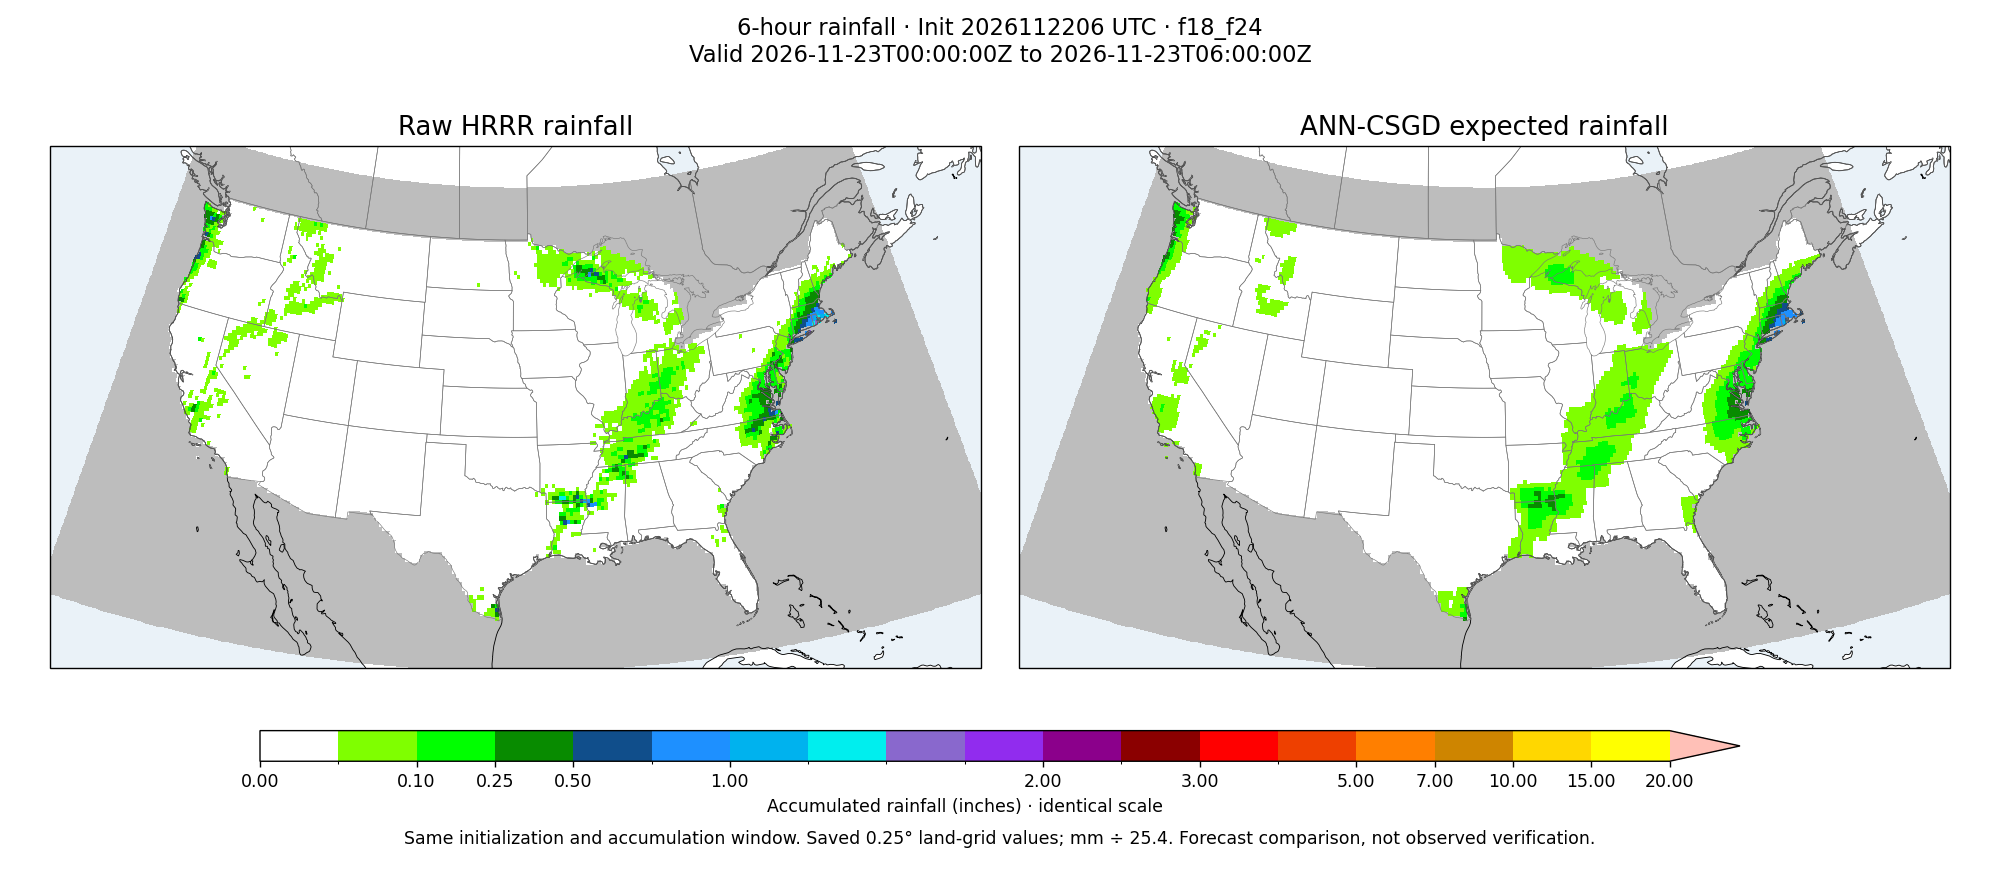 6-hour rainfall · Init 2026112206 UTC · f18_f24
Valid 2026-11-23T00:00:00Z to 2026-11-23T06:00:00Z
Raw HRRR rainfall
ANN-CSGD expected rainfall
0.00 0.10 0.25 0.50 1.00 2.00 3.00 5.00 7.00 10.00 15.00 20.00
Accumulated rainfall (inches) · identical scale
Same initialization and accumulation window. Saved 0.25° land-grid values; mm ÷ 25.4. Forecast comparison, not observed verification.